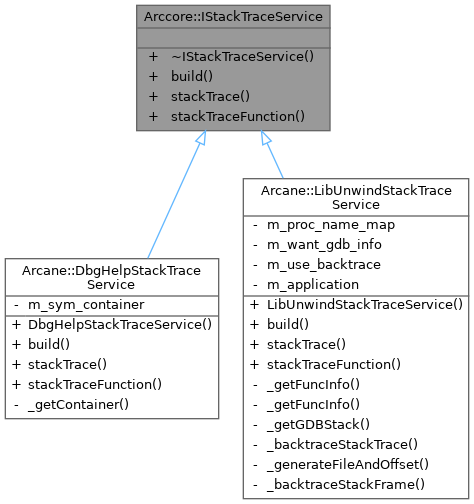 Arccore::IStackTraceService
+ ~IStackTraceService()
+ build()
+ stackTrace()
+ stackTraceFunction()
Arcane::DbgHelpStackTrace
Service
- m_sym_container
+ DbgHelpStackTraceService()
+ build()
+ stackTrace()
+ stackTraceFunction()
- _getContainer()
Arcane::LibUnwindStackTrace
Service
- m_proc_name_map
- m_want_gdb_info
- m_use_backtrace
- m_application
+ LibUnwindStackTraceService()
+ build()
+ stackTrace()
+ stackTraceFunction()
- _getFuncInfo()
- _getFuncInfo()
- _getGDBStack()
- _backtraceStackTrace()
- _generateFileAndOffset()
- _backtraceStackFrame()